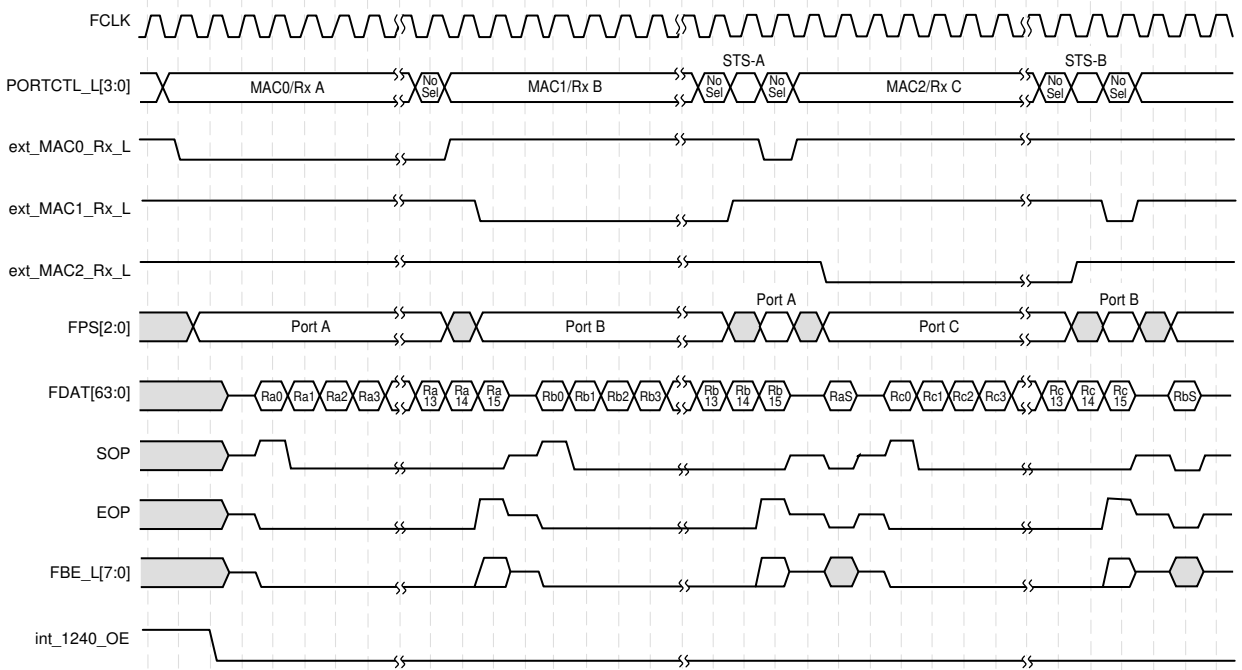 FCLK
STS-A STS-B
PORTCTL_L[3:0] MAC0/Rx A No Sel MAC1/Rx B No Sel No Sel MAC2/Rx C No Sel No Sel
ext_MAC0_Rx_L
ext_MAC1_Rx_L
ext_MAC2_Rx_L
Port A Port B
FPS[2:0] Port A Port B Port C
FDAT[63:0] Ra0 Ra1 Ra2 Ra3 Ra 13 Ra 14 Ra 15 Rb0 Rb1 Rb2 Rb3 Rb 13 Rb 14 Rb 15 RaS Rc0 Rc1 Rc2 Rc3 Rc 13 Rc 14 Rc 15 RbS
SOP
EOP
FBE_L[7:0]
int_1240_OE